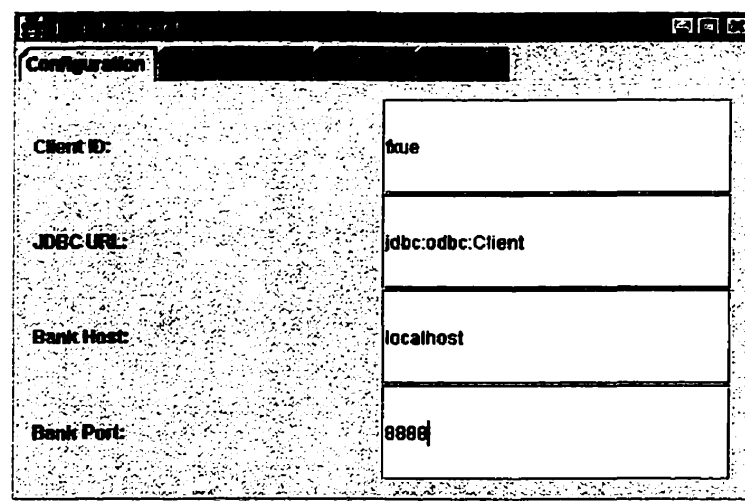 Configuration
Client ID:
fxue
JDBC URL:
jdbc:odbc:Client
Bank Host:
localhost
Bank Port:
8888